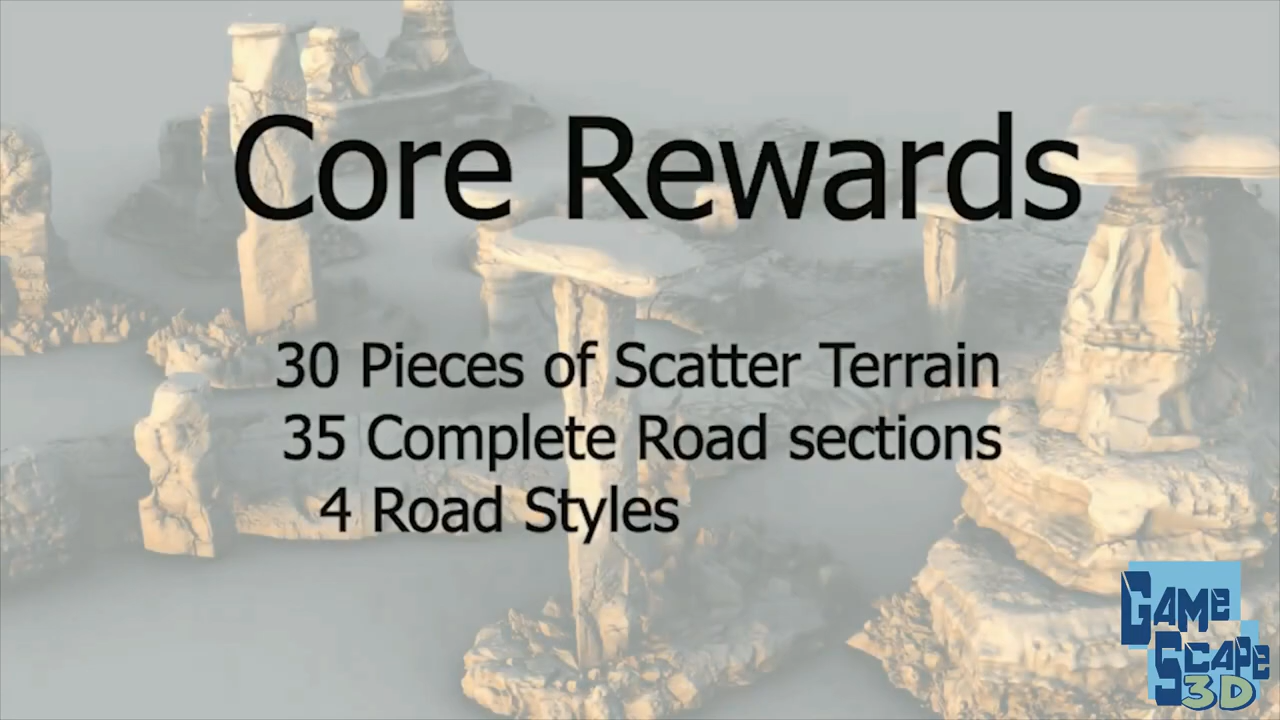 Core Rewards
30 Pieces of Scatter Terrain
35 Complete Road sections
4 Road Styles
GAME
SCAPE
3D